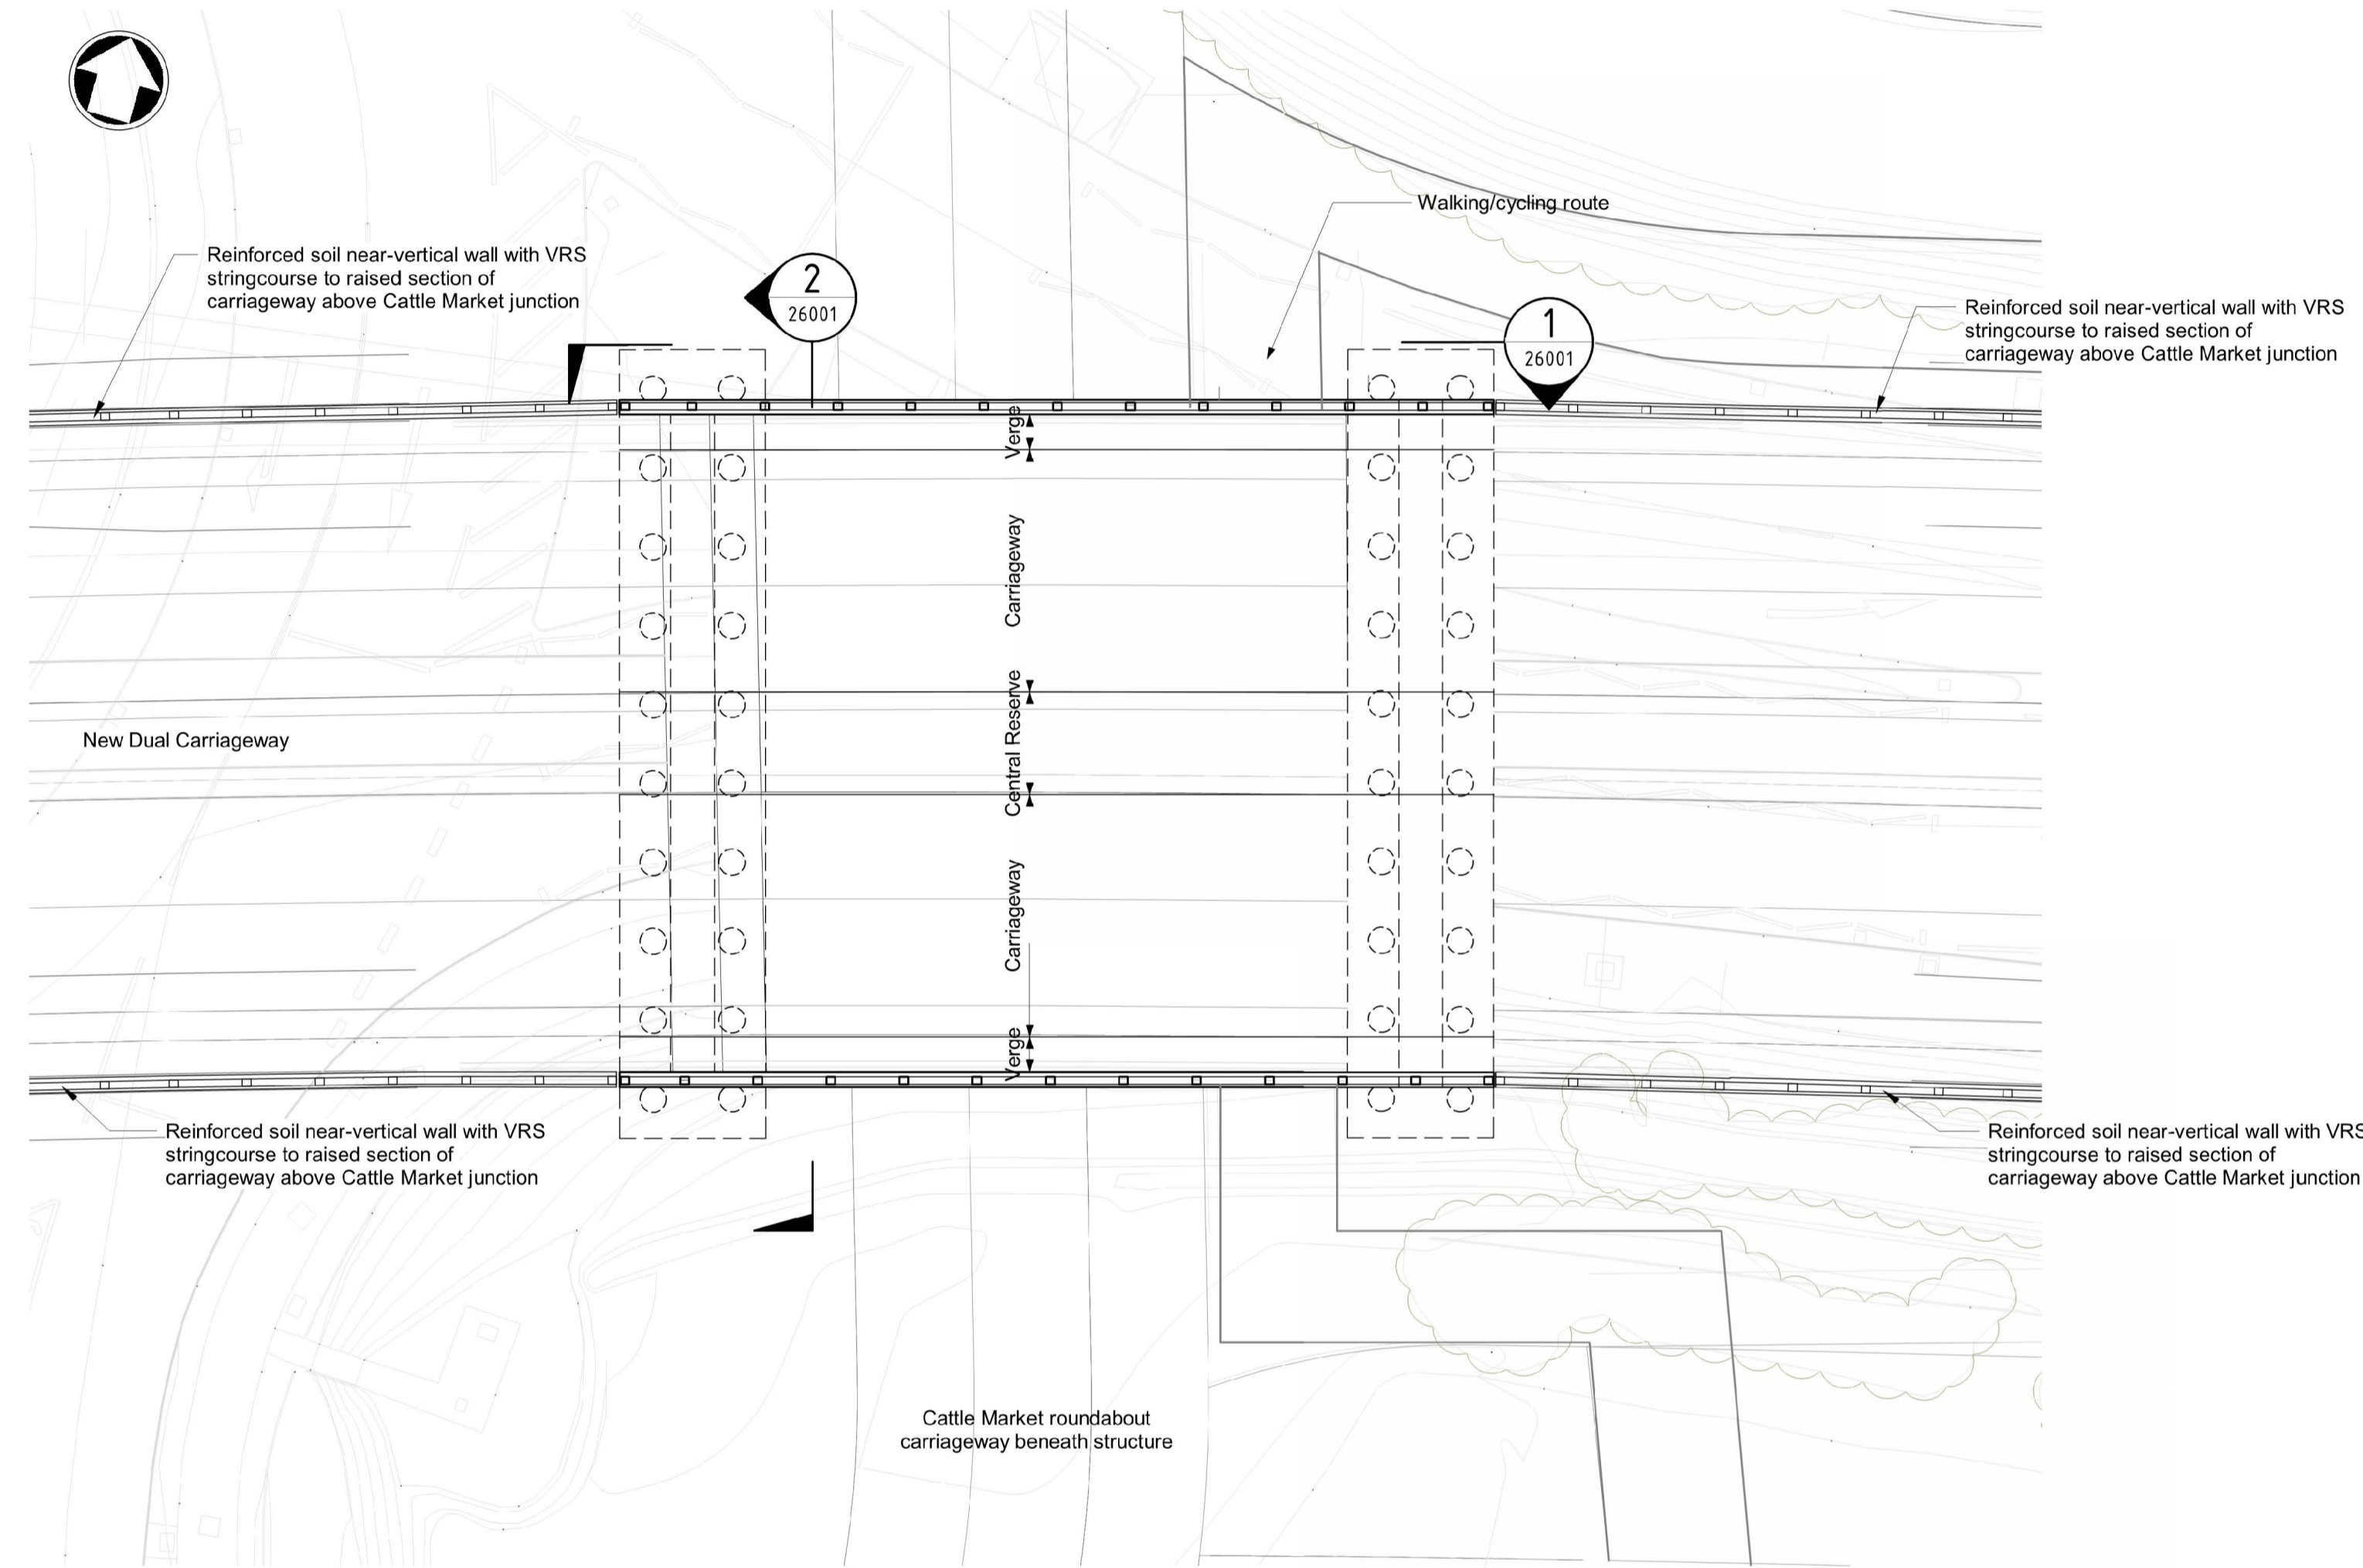 Walking/cycling route
Reinforced soil near-vertical wall with VRS
stringcourse to raised section of
carriageway above Cattle Market junction
2
26001
1
26001
Reinforced soil near-vertical wall with VRS
stringcourse to raised section of
carriageway above Cattle Market junction
Verge
Carriageway
Central Reserve
New Dual Carriageway
Carriageway
Verge
Reinforced soil near-vertical wall with VRS
stringcourse to raised section of
carriageway above Cattle Market junction
Reinforced soil near-vertical wall with VRS
stringcourse to raised section of
carriageway above Cattle Market junction
Cattle Market roundabout
carriageway beneath structure